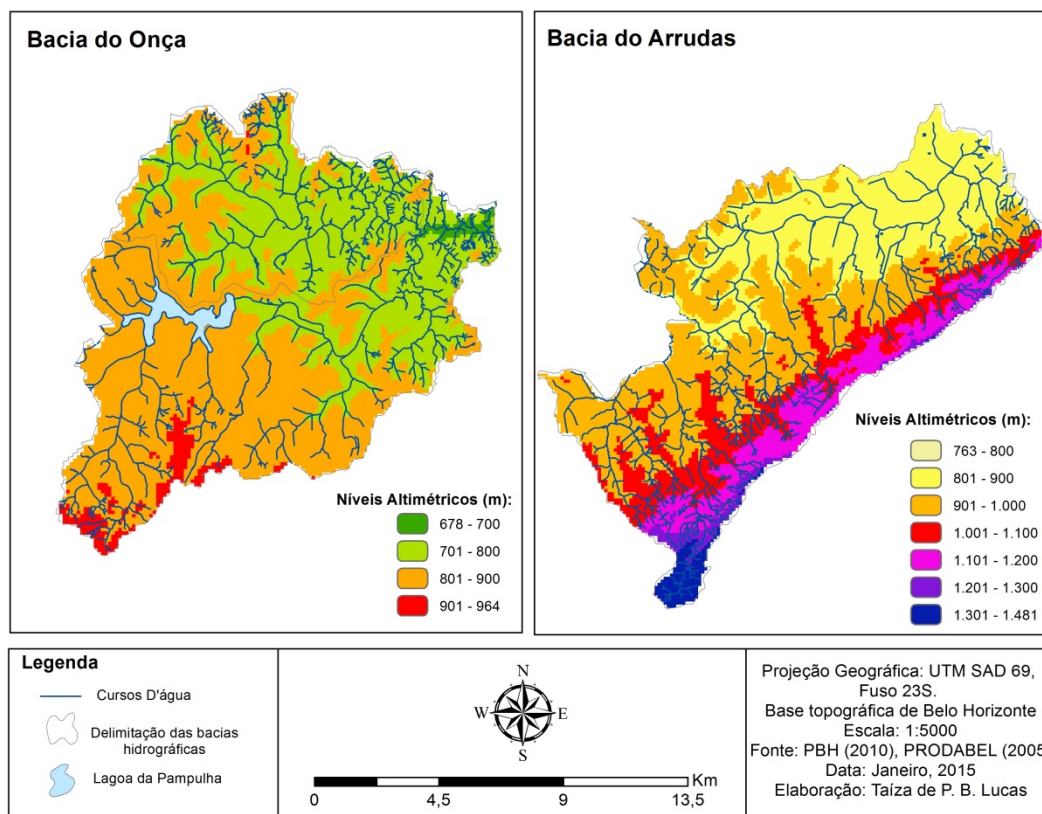 Bacia do Onça
Níveis Altimétricos (m):
678 - 700
701 - 800
801 - 900
901 - 964
Bacia do Arrudas
Níveis Altimétricos (m):
763 - 800
801 - 900
901 - 1.000
1.001 - 1.100
1.101 - 1.200
1.201 - 1.300
1.301 - 1.481
Legenda
Cursos D'água
Delimitação das bacias
hidrográficas
Lagoa da Pampulha
N
W E
S
Km
0 4,5 9 13,5
Projeção Geográfica: UTM SAD 69,
Fuso 23S.
Base topográfica de Belo Horizonte
Escala: 1:5000
Fonte: PBH (2010), PRODABEL (2005
Data: Janeiro, 2015
Elaboração: Taíza de P. B. Lucas